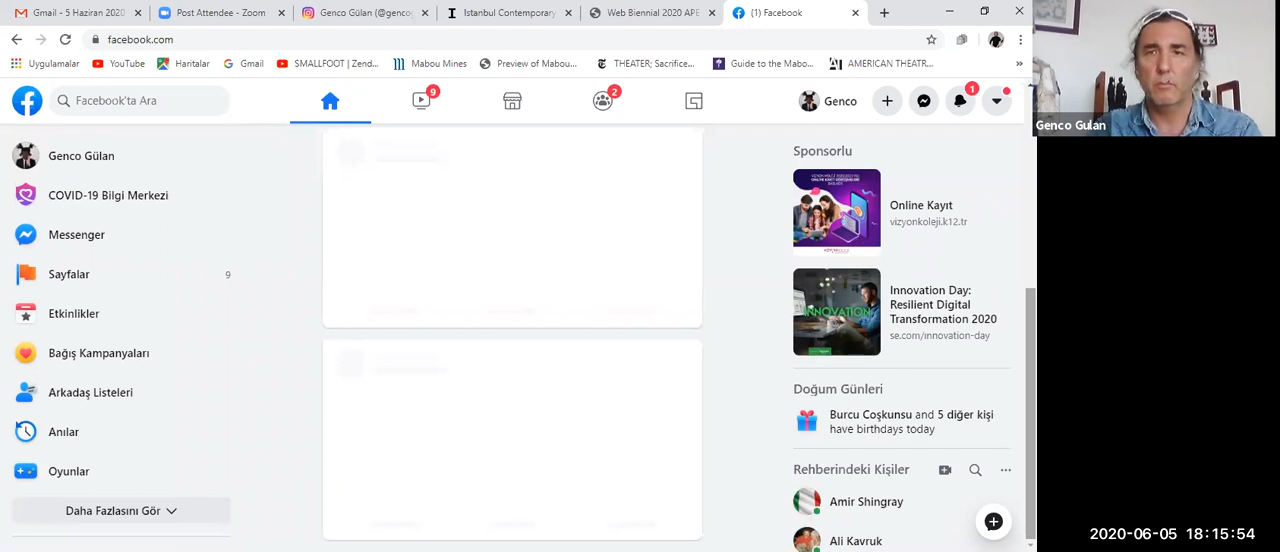 Gmail - 5 Haziran 2020
Post Attendee - Zoom
Genco Gülan (@genco
Istanbul Contemporary
Web Biennial 2020 APE
(1) Facebook
facebook.com
Uygulamalar
YouTube
Haritalar
Gmail
SMALLFOOT | Zend...
Mabou Mines
Preview of Mabou...
THEATER; Sacrifice...
Guide to the Mabo...
AMERICAN THEATR...
Facebook'ta Ara
9
2
Genco
1
Genco Gulan
Genco Gülan
COVID-19 Bilgi Merkezi
Messenger
Sayfalar
9
Etkinlikler
Bağış Kampanyaları
Arkadaş Listeleri
Anılar
Oyunlar
Daha Fazlasını Gör
Sponsorlu
Online Kayıt
vizyonkoleji.k12.tr
INNOVATION
Innovation Day:
Resilient Digital
Transformation 2020
se.com/innovation-day
Doğum Günleri
Burcu Coşkunsu and 5 diğer kişi
have birthdays today
Rehberindeki Kişiler
Amir Shingray
Ali Kavruk
2020-06-05 18:15:54